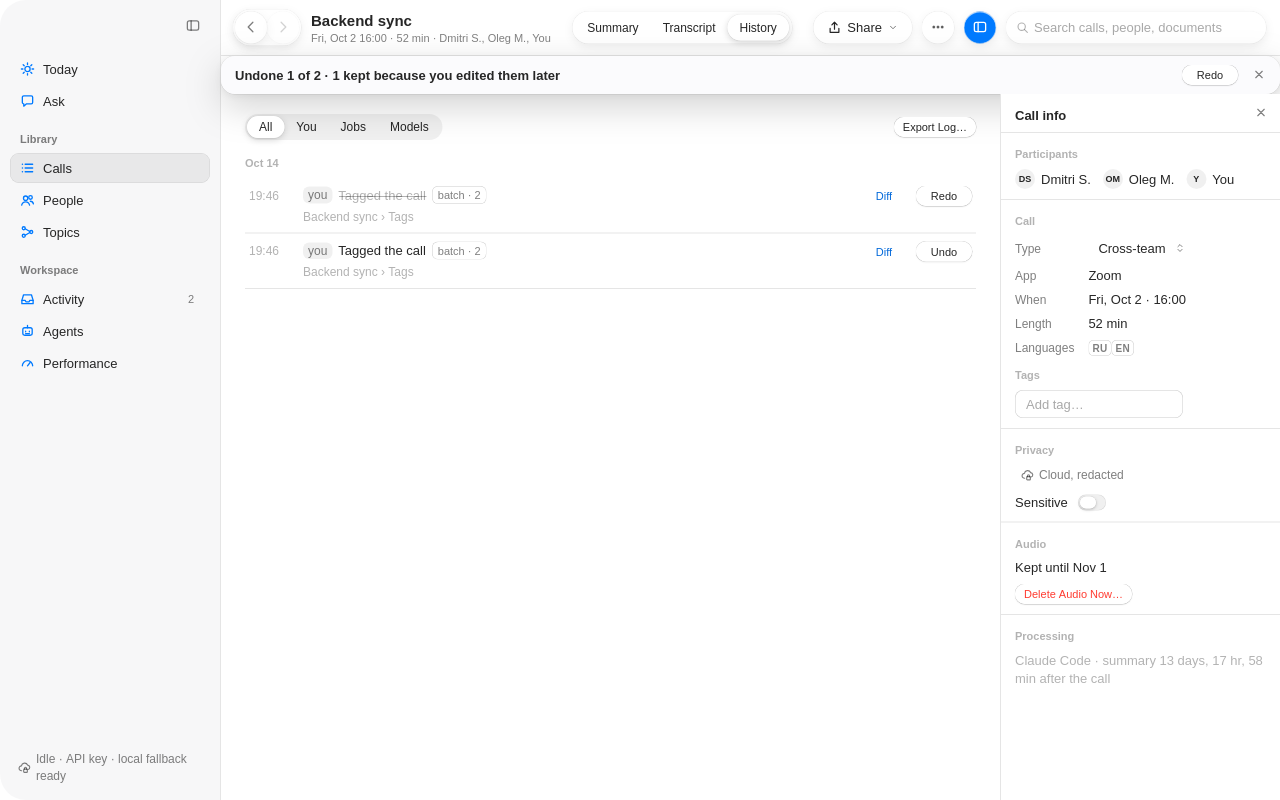 Today
Ask
Library
Calls
People
Topics
Workspace
Activity 2
Agents
Performance
Idle · API key · local fallback
ready
Backend sync
Fri, Oct 2 16:00 · 52 min · Dmitri S., Oleg M., You
Summary Transcript History
Share
Search calls, people, documents
Undone 1 of 2 · 1 kept because you edited them later
Redo
All You Jobs Models
Export Log…
Oct 14
19:46 you Tagged the call batch · 2 Diff Redo
Backend sync › Tags
19:46 you Tagged the call batch · 2 Diff Undo
Backend sync › Tags
Call info
Participants
DS Dmitri S. OM Oleg M. Y You
Call
Type Cross-team
App Zoom
When Fri, Oct 2 · 16:00
Length 52 min
Languages RU EN
Tags
Add tag…
Privacy
Cloud, redacted
Sensitive
Audio
Kept until Nov 1
Delete Audio Now…
Processing
Claude Code · summary 13 days, 17 hr, 58
min after the call